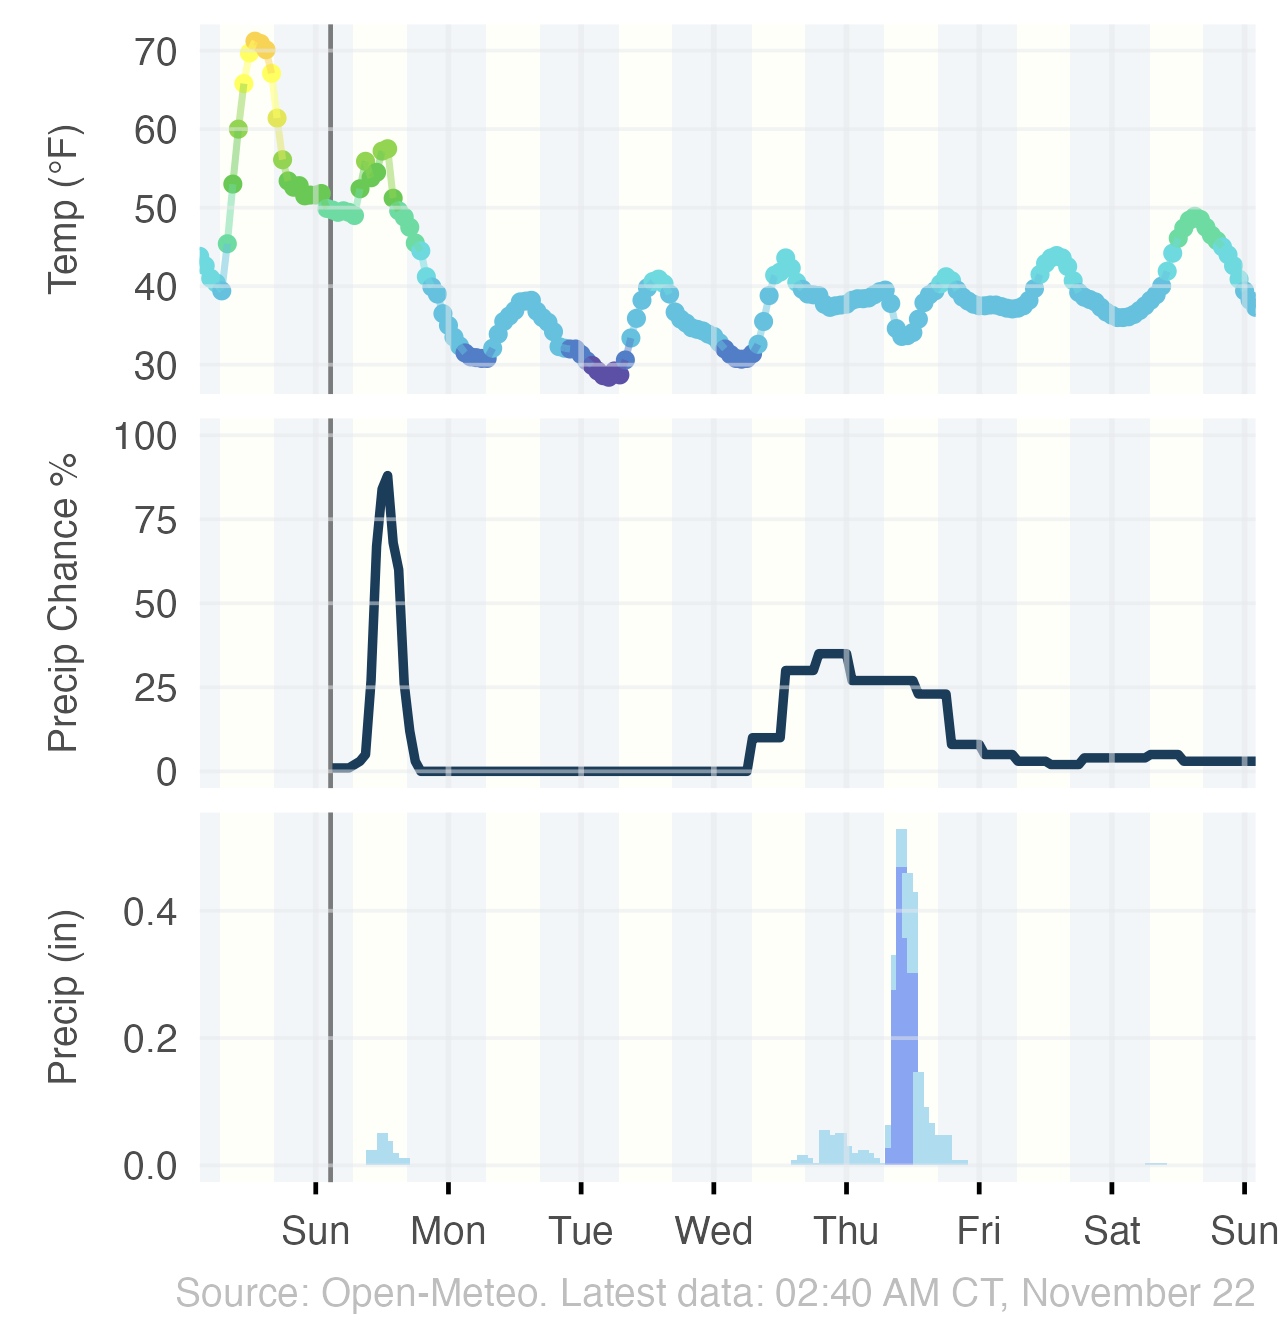 Temp (°F)
70
60
50
40
30
Precip Chance %
100
75
50
25
0
Precip (in)
0.4
0.2
0.0
Sun Mon Tue Wed Thu Fri Sat Sun
Source: Open-Meteo. Latest data: 02:40 AM CT, November 22